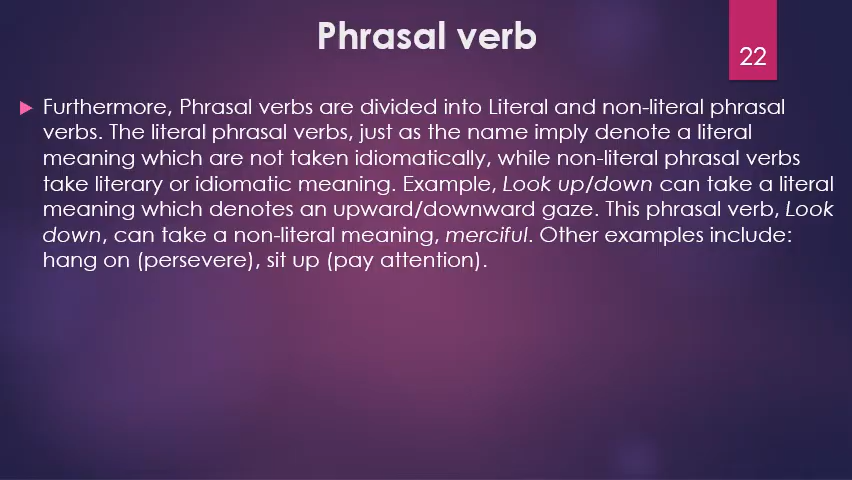 Phrasal verb
22
Furthermore, Phrasal verbs are divided into Literal and non-literal phrasal
verbs. The literal phrasal verbs, just as the name imply denote a literal
meaning which are not taken idiomatically, while non-literal phrasal verbs
take literary or idiomatic meaning. Example, Look up/down can take a literal
meaning which denotes an upward/downward gaze. This phrasal verb, Look
down, can take a non-literal meaning, merciful. Other examples include:
hang on (persevere), sit up (pay attention).